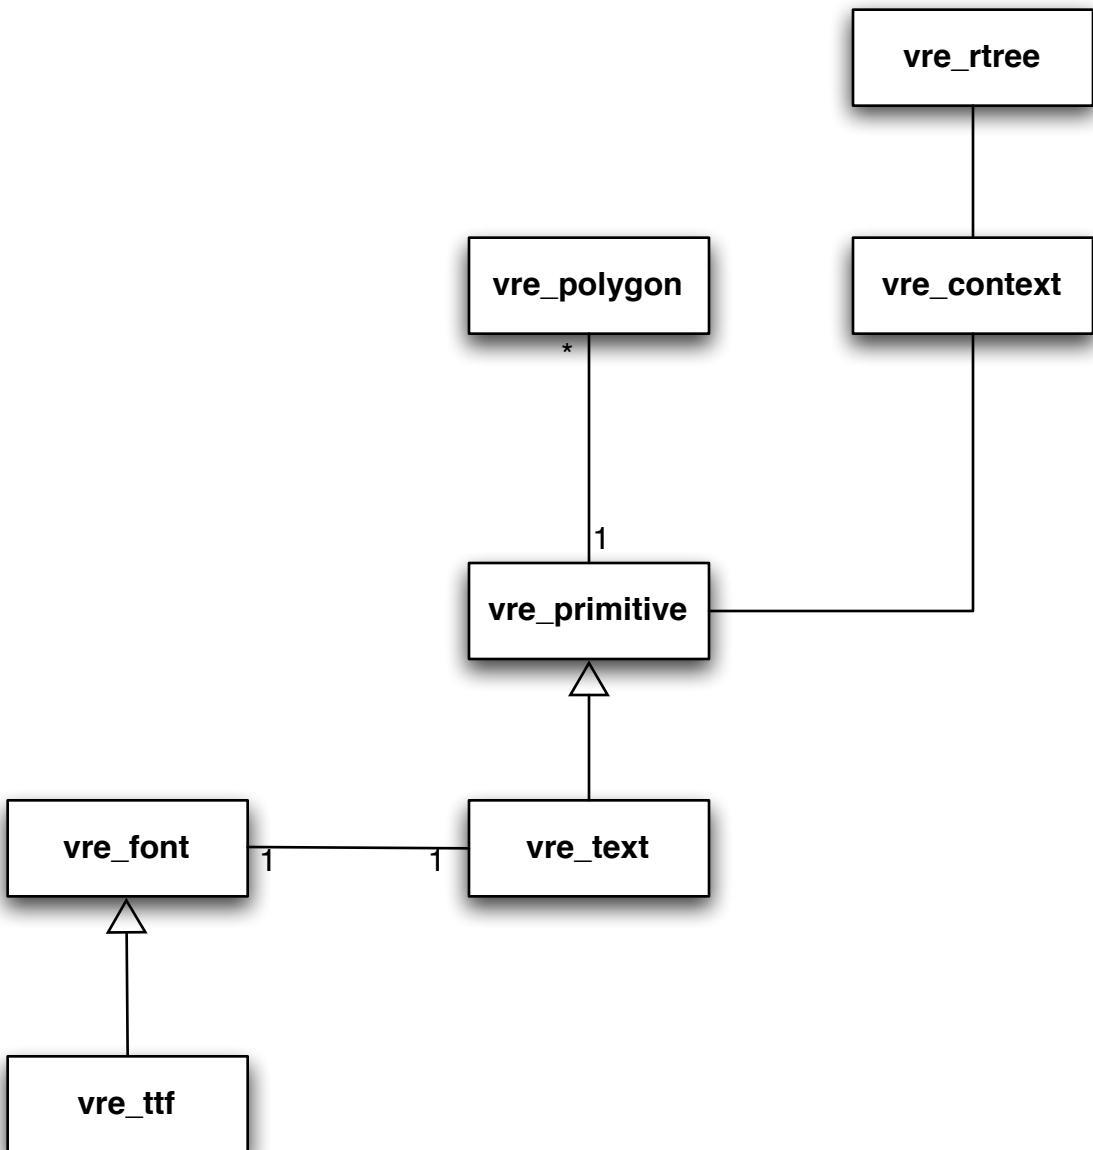 vre_rtree
vre_polygon
vre_context
*
1
vre_primitive
vre_font
1
1
vre_text
vre_ttf